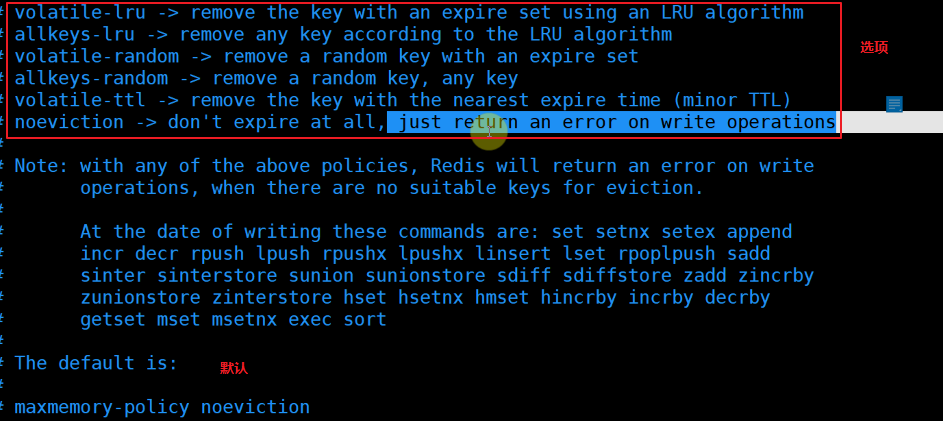 # volatile-lru -> remove the key with an expire set using an LRU algorithm
# allkeys-lru -> remove any key according to the LRU algorithm
选项
# volatile-random -> remove a random key with an expire set
# allkeys-random -> remove a random key, any key
# volatile-ttl -> remove the key with the nearest expire time (minor TTL)
# noeviction -> don't expire at all, just return an error on write operations
#
# Note: with any of the above policies, Redis will return an error on write
# operations, when there are no suitable keys for eviction.
#
# At the date of writing these commands are: set setnx setex append
# incr decr rpush lpush rpushx lpushx linsert lset rpoplpush sadd
# sinter sinterstore sunion sunionstore sdiff sdiffstore zadd zincrby
# zunionstore zinterstore hset hsetnx hmset hincrby incrby decrby
# getset mset msetnx exec sort
#
# The default is: 默认
#
# maxmemory-policy noeviction